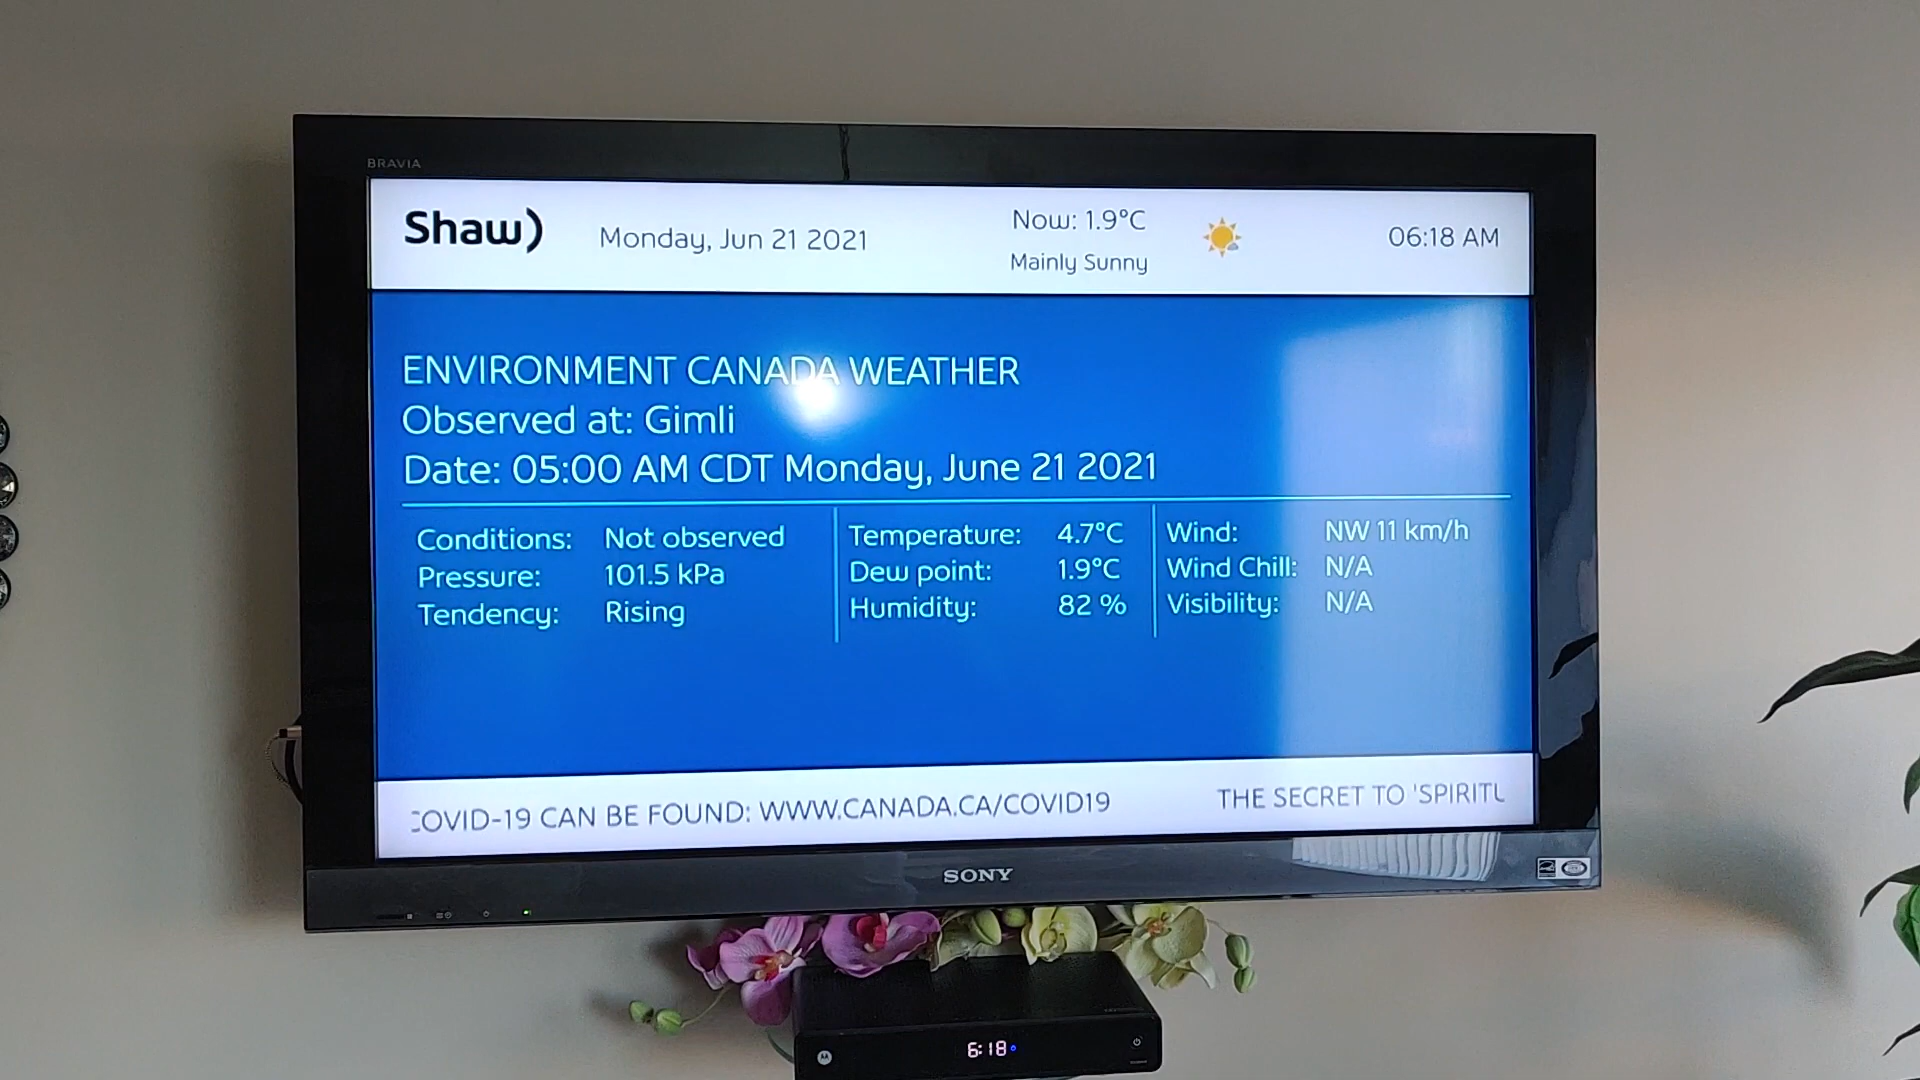 BRAVIA
Shaw)
Monday, Jun 21 2021
Now: 1.9°C
Mainly Sunny
06:18 AM
ENVIRONMENT CANADA WEATHER
Observed at: Gimli
Date: 05:00 AM CDT Monday, June 21 2021
Conditions: Not observed
Pressure: 101.5 kPa
Tendency: Rising
Temperature: 4.7°C
Dew point: 1.9°C
Humidity: 82 %
Wind: NW 11 km/h
Wind Chill: N/A
Visibility: N/A
COVID-19 CAN BE FOUND: WWW.CANADA.CA/COVID19
THE SECRET TO 'SPIRITU
SONY
6:18